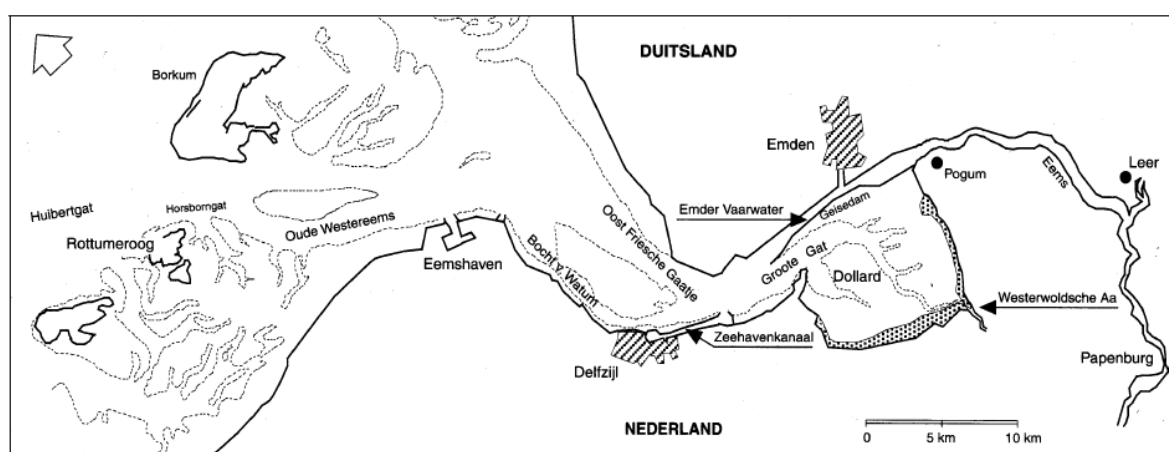 DUITSLAND
Borkum
Emden
Leer
Pogum
Eems
Huibertgat
Horsborngat
Rottumeroog
Oude Westereems
Eemshaven
Bocht v. Watum
Oost Friesche Gaatje
Emder Vaarwater
Geisedam
Groote Gat
Dollard
Westerwoldsche Aa
Zeehavenkanaal
Delfzijl
Papenburg
NEDERLAND
0 5 km 10 km